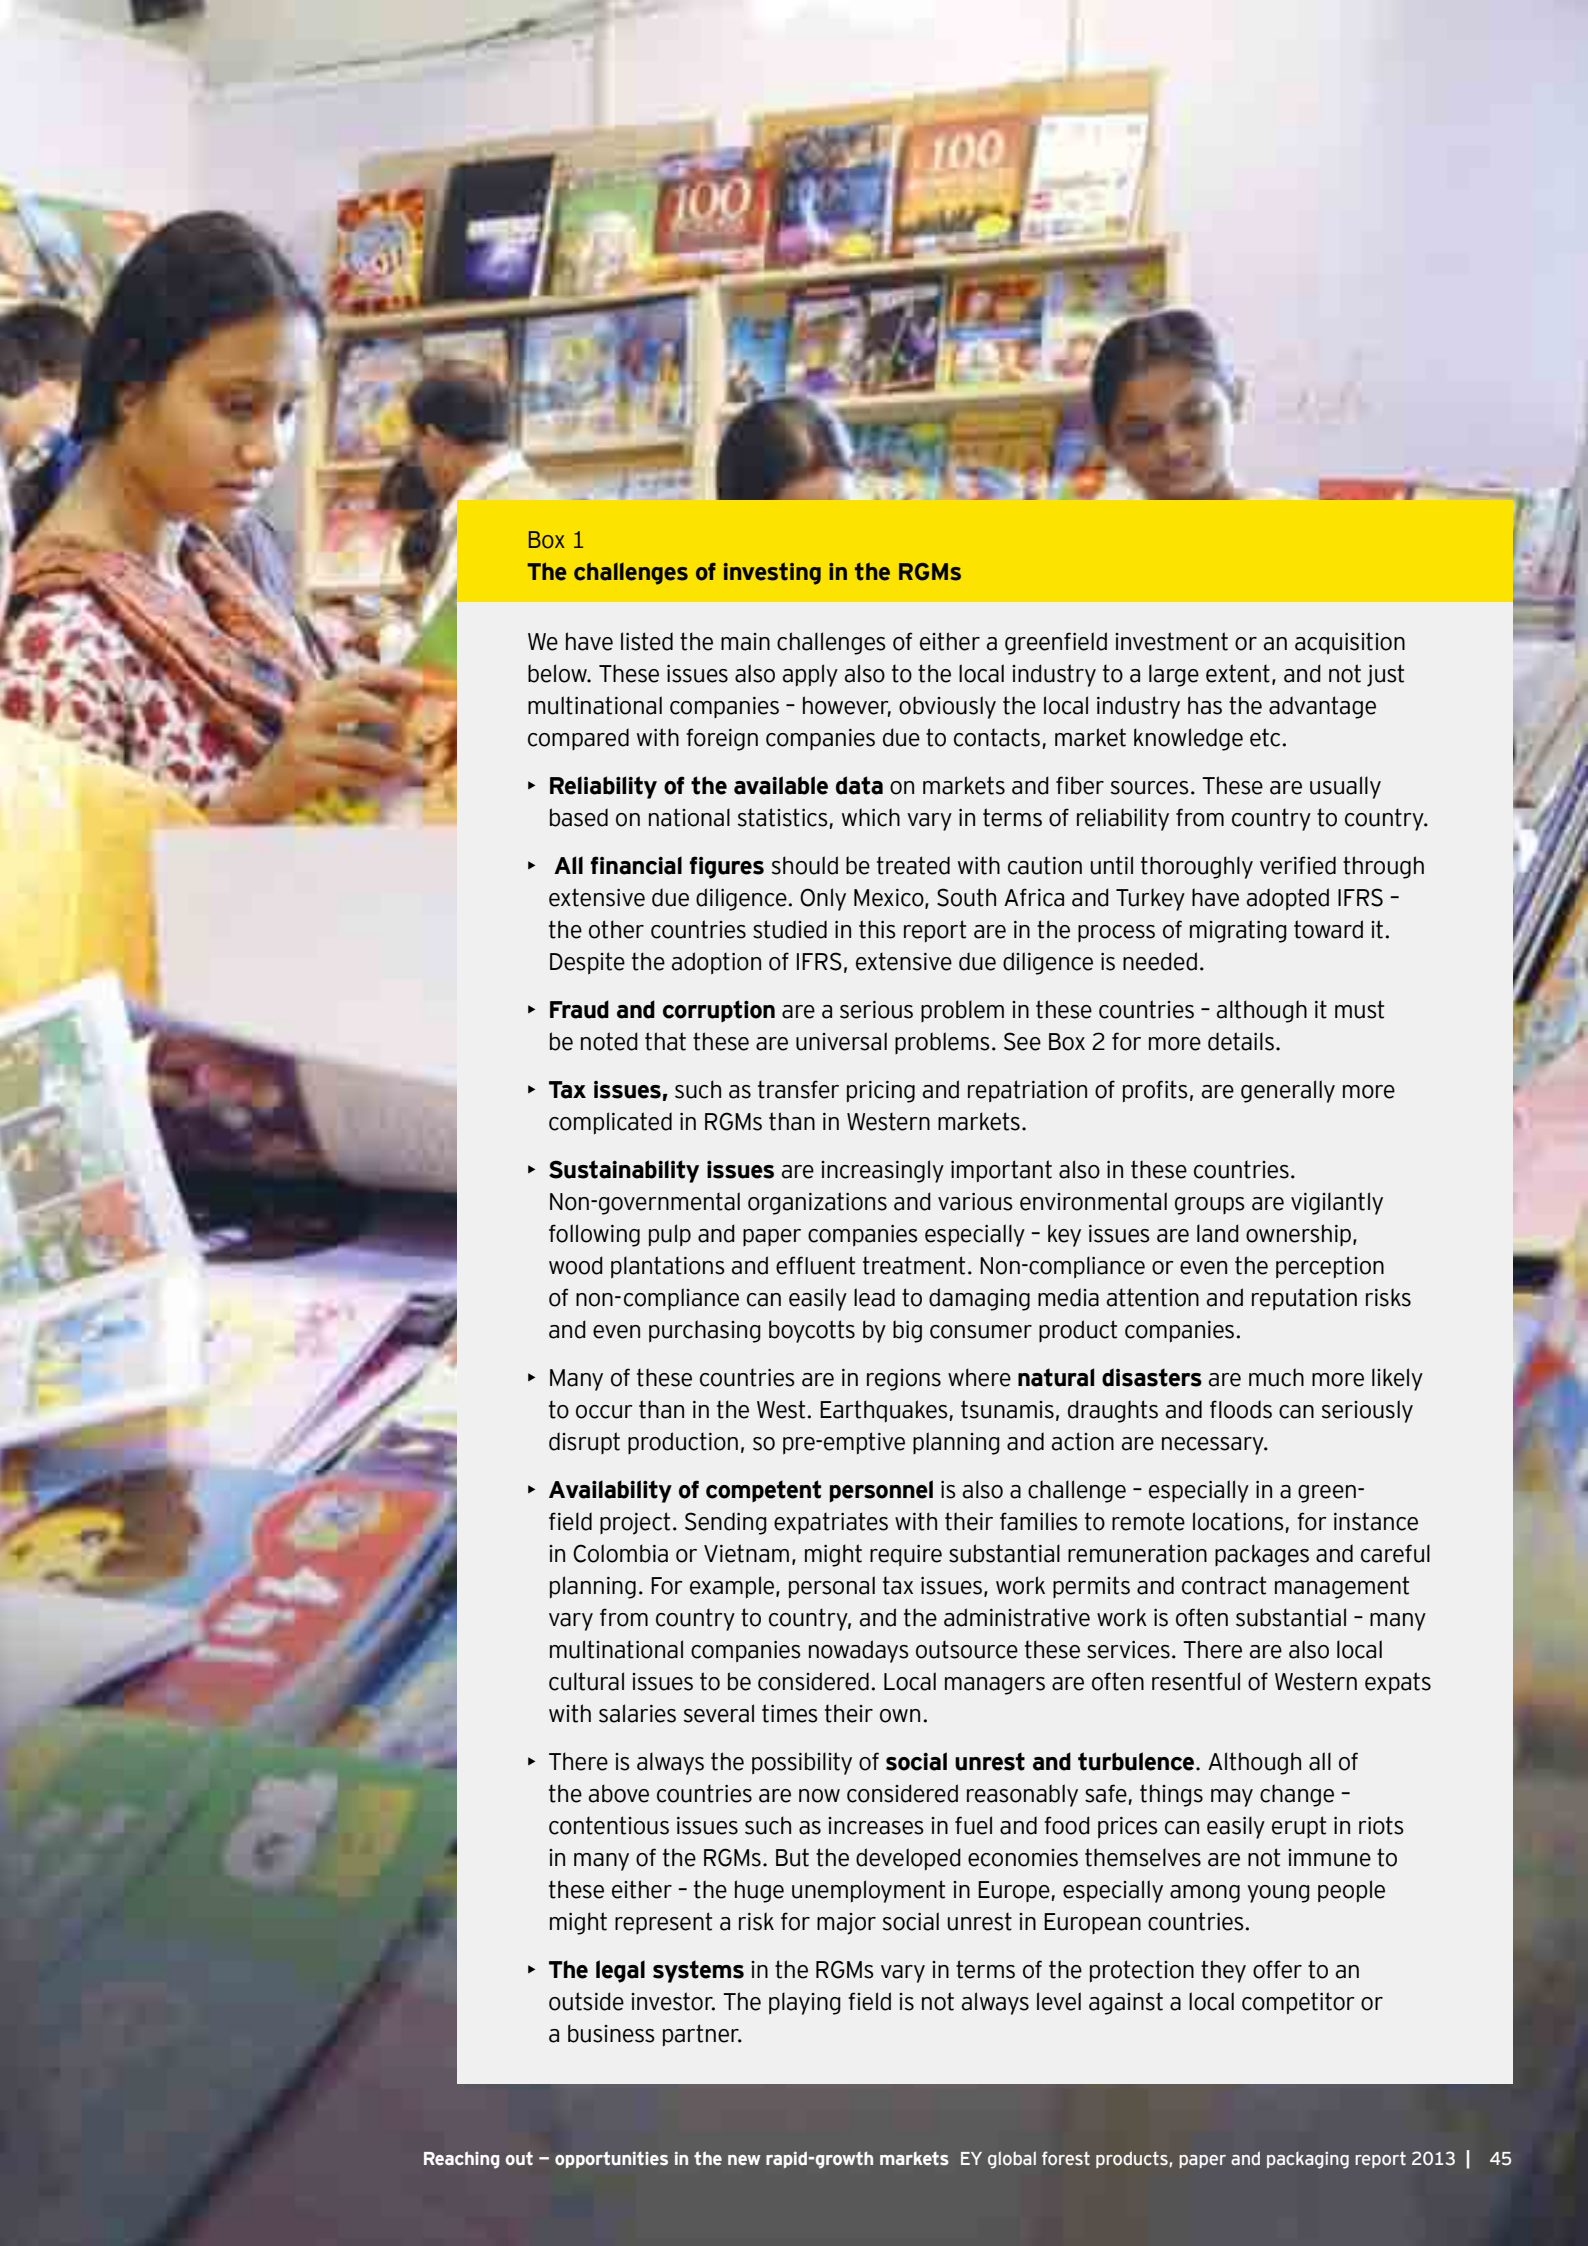 100
100
100
Box 1
The challenges of investing in the RGMs
We have listed the main challenges of either a greenfield investment or an acquisition
below. These issues also apply also to the local industry to a large extent, and not just
multinational companies – however, obviously the local industry has the advantage
compared with foreign companies due to contacts, market knowledge etc.
‣ Reliability of the available data on markets and fiber sources. These are usually
based on national statistics, which vary in terms of reliability from country to country.
‣ All financial figures should be treated with caution until thoroughly verified through
extensive due diligence. Only Mexico, South Africa and Turkey have adopted IFRS –
the other countries studied in this report are in the process of migrating toward it.
Despite the adoption of IFRS, extensive due diligence is needed.
‣ Fraud and corruption are a serious problem in these countries – although it must
be noted that these are universal problems. See Box 2 for more details.
‣ Tax issues, such as transfer pricing and repatriation of profits, are generally more
complicated in RGMs than in Western markets.
‣ Sustainability issues are increasingly important also in these countries.
Non-governmental organizations and various environmental groups are vigilantly
following pulp and paper companies especially – key issues are land ownership,
wood plantations and effluent treatment. Non-compliance or even the perception
of non-compliance can easily lead to damaging media attention and reputation risks
and even purchasing boycotts by big consumer product companies.
‣ Many of these countries are in regions where natural disasters are much more likely
to occur than in the West. Earthquakes, tsunamis, draughts and floods can seriously
disrupt production, so pre-emptive planning and action are necessary.
‣ Availability of competent personnel is also a challenge – especially in a green-
field project. Sending expatriates with their families to remote locations, for instance
in Colombia or Vietnam, might require substantial remuneration packages and careful
planning. For example, personal tax issues, work permits and contract management
vary from country to country, and the administrative work is often substantial – many
multinational companies nowadays outsource these services. There are also local
cultural issues to be considered. Local managers are often resentful of Western expats
with salaries several times their own.
‣ There is always the possibility of social unrest and turbulence. Although all of
the above countries are now considered reasonably safe, things may change –
contentious issues such as increases in fuel and food prices can easily erupt in riots
in many of the RGMs. But the developed economies themselves are not immune to
these either – the huge unemployment in Europe, especially among young people
might represent a risk for major social unrest in European countries.
‣ The legal systems in the RGMs vary in terms of the protection they offer to an
outside investor. The playing field is not always level against a local competitor or
a business partner.
Reaching out – opportunities in the new rapid-growth markets EY global forest products, paper and packaging report 2013 | 45